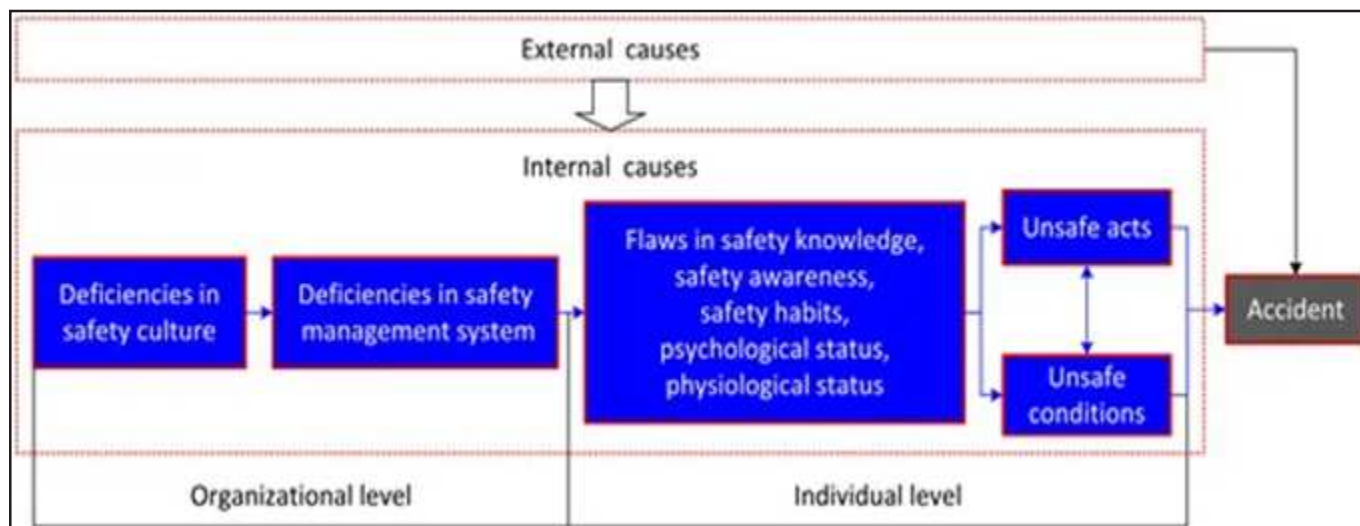 External causes
Internal causes
Deficiencies in
safety culture
Deficiencies in safety
management system
Flaws in safety knowledge,
safety awareness,
safety habits,
psychological status,
physiological status
Unsafe acts
Unsafe
conditions
Accident
Organizational level
Individual level